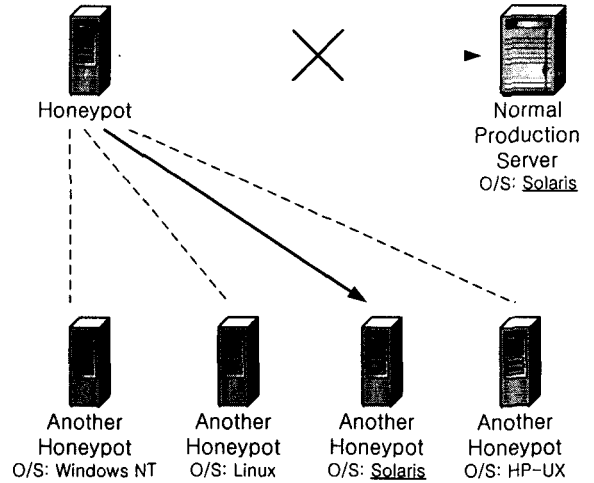 Honeypot
Normal
Production
Server
O/S: Solaris
Another
Honeypot
O/S: Windows NT
Another
Honeypot
O/S: Linux
Another
Honeypot
O/S: Solaris
Another
Honeypot
O/S: HP-UX